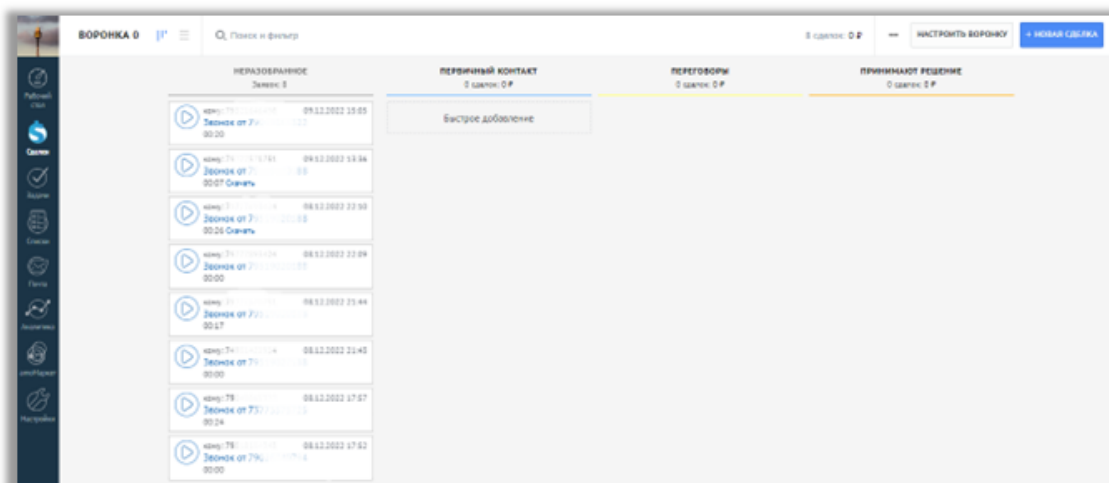 ВОРОНКА 0
Поиск и фильтр
8 сделок: 0 ₽
НАСТРОИТЬ ВОРОНКУ
+ НОВАЯ СДЕЛКА
Рабочий стол
Сделки
Задачи
Списки
Почта
Аналитика
amoМаркет
Настройки
НЕРАЗОБРАННОЕ
Заявок: 8
кому: 09.12.2022 15:05
Звонок от
00:20
кому: 09.12.2022 13:36
Звонок от
00:07 Скачать
кому: 08.12.2022 22:10
Звонок от
00:26 Скачать
кому: 08.12.2022 22:09
Звонок от
00:00
кому: 08.12.2022 21:44
Звонок от
00:17
кому: 08.12.2022 21:43
Звонок от
00:00
кому: 08.12.2022 17:57
Звонок от
00:24
кому: 08.12.2022 17:52
Звонок от
00:00
ПЕРВИЧНЫЙ КОНТАКТ
0 сделок: 0 ₽
Быстрое добавление
ПЕРЕГОВОРЫ
0 сделок: 0 ₽
ПРИНИМАЮТ РЕШЕНИЕ
0 сделок: 0 ₽